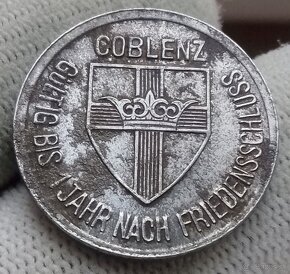 COBLENZ
GÜLTIG BIS 1 JAHR NACH FRIEDENSSCHLUSS